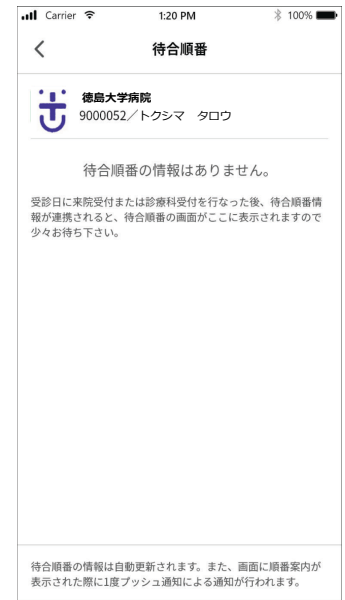 Carrier 1:20 PM 100%
待合順番
徳島大学病院
9000052／トクシマ　タロウ
待合順番の情報はありません。
受診日に来院受付または診療科受付を行なった後、待合順番情
報が連携されると、待合順番の画面がここに表示されますので
少々お待ち下さい。
待合順番の情報は自動更新されます。また、画面に順番案内が
表示された際に1度プッシュ通知による通知が行われます。